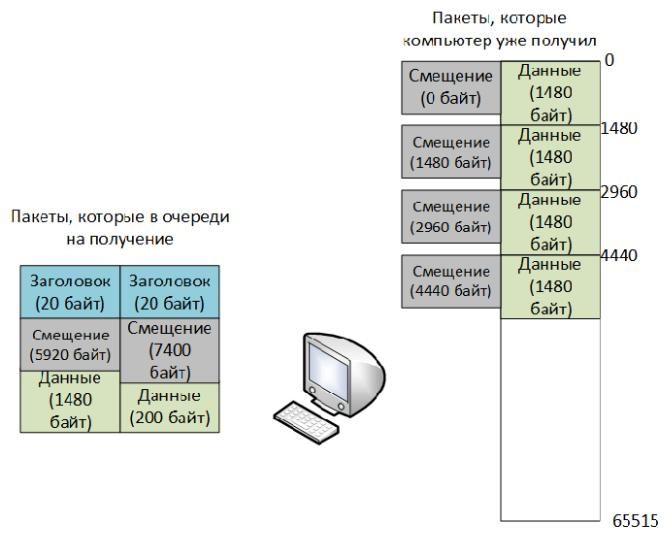 Пакеты, которые
компьютер уже получил
0
Смещение
(0 байт)
Данные
(1480
байт)
1480
Смещение
(1480 байт)
Данные
(1480
байт)
2960
Смещение
(2960 байт)
Данные
(1480
байт)
4440
Смещение
(4440 байт)
Данные
(1480
байт)
65515
Пакеты, которые в очереди
на получение
Заголовок
(20 байт)
Заголовок
(20 байт)
Смещение
(5920 байт)
Смещение
(7400
байт)
Данные
(1480
байт)
Данные
(200 байт)